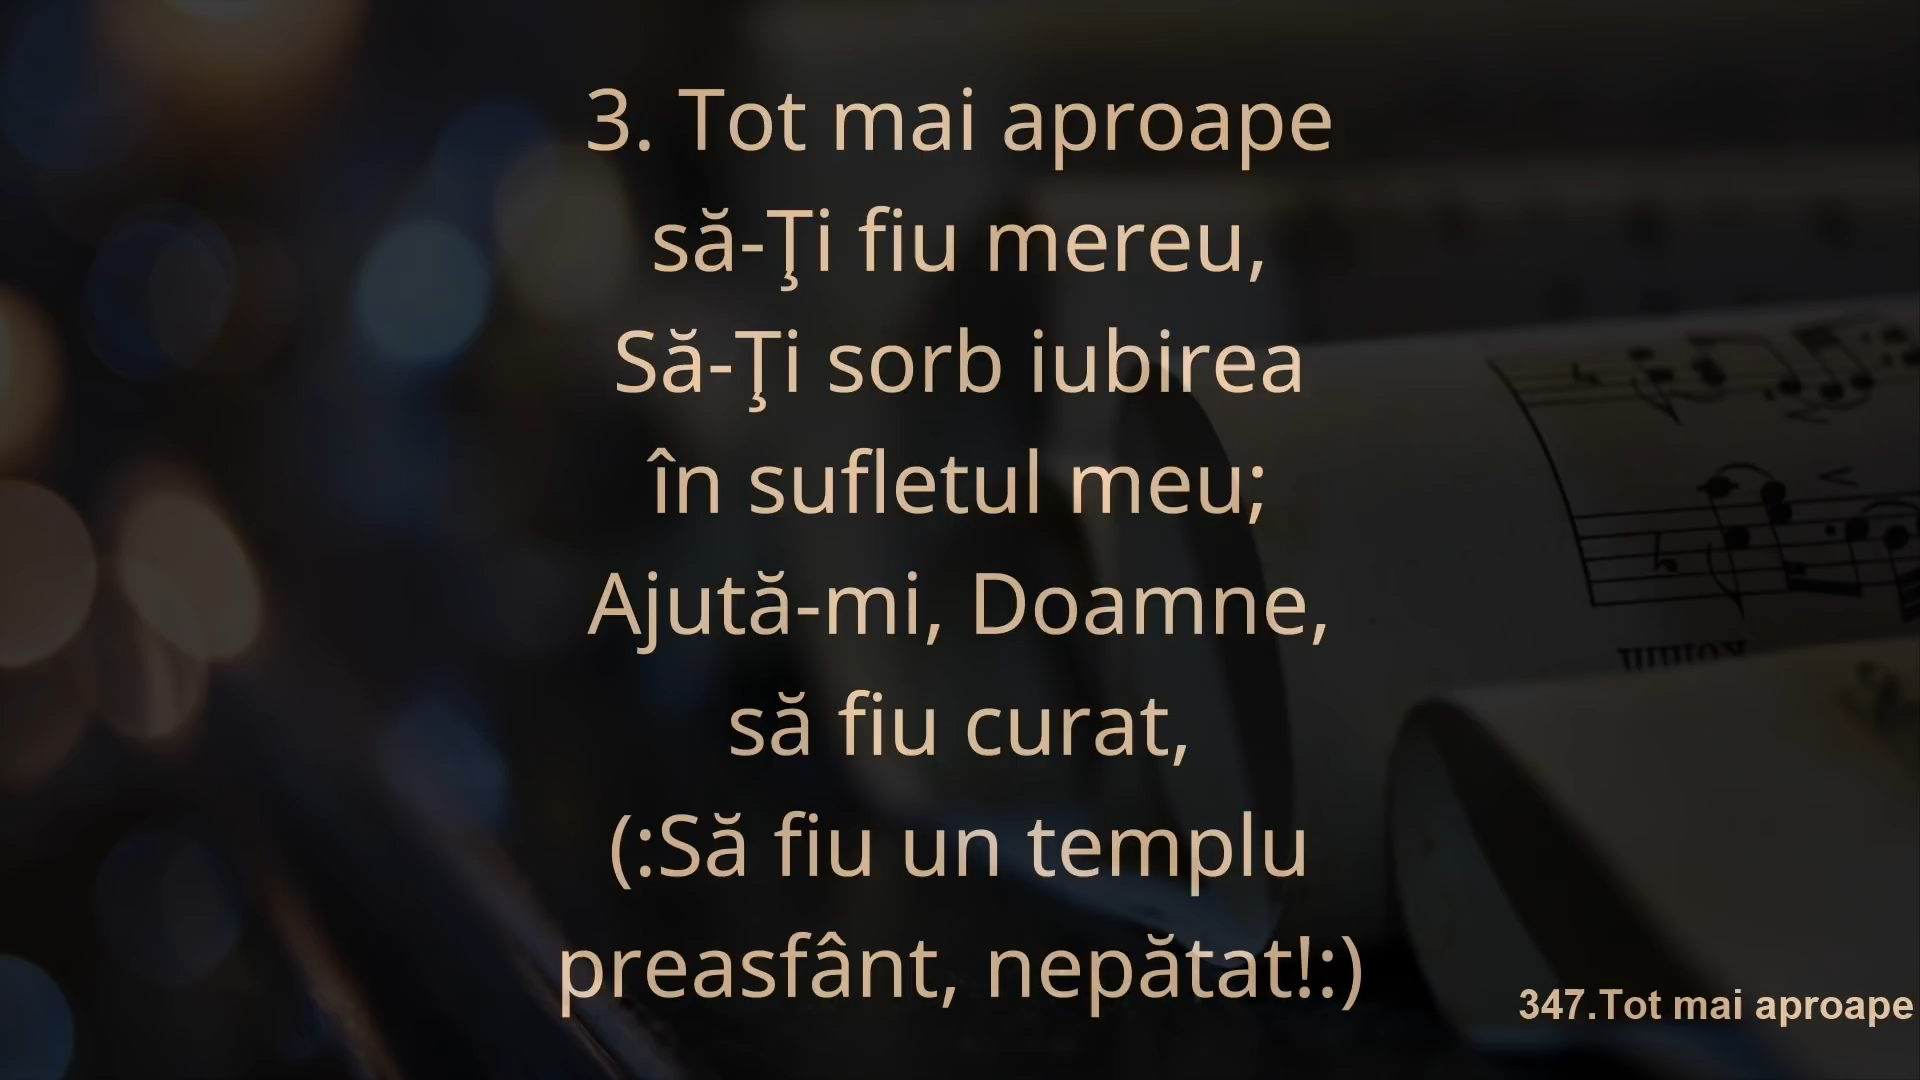 3. Tot mai aproape
să-Ţi fiu mereu,
Să-Ţi sorb iubirea
în sufletul meu;
Ajută-mi, Doamne,
să fiu curat,
(:Să fiu un templu
preasfânt, nepătat!:)
347.Tot mai aproape